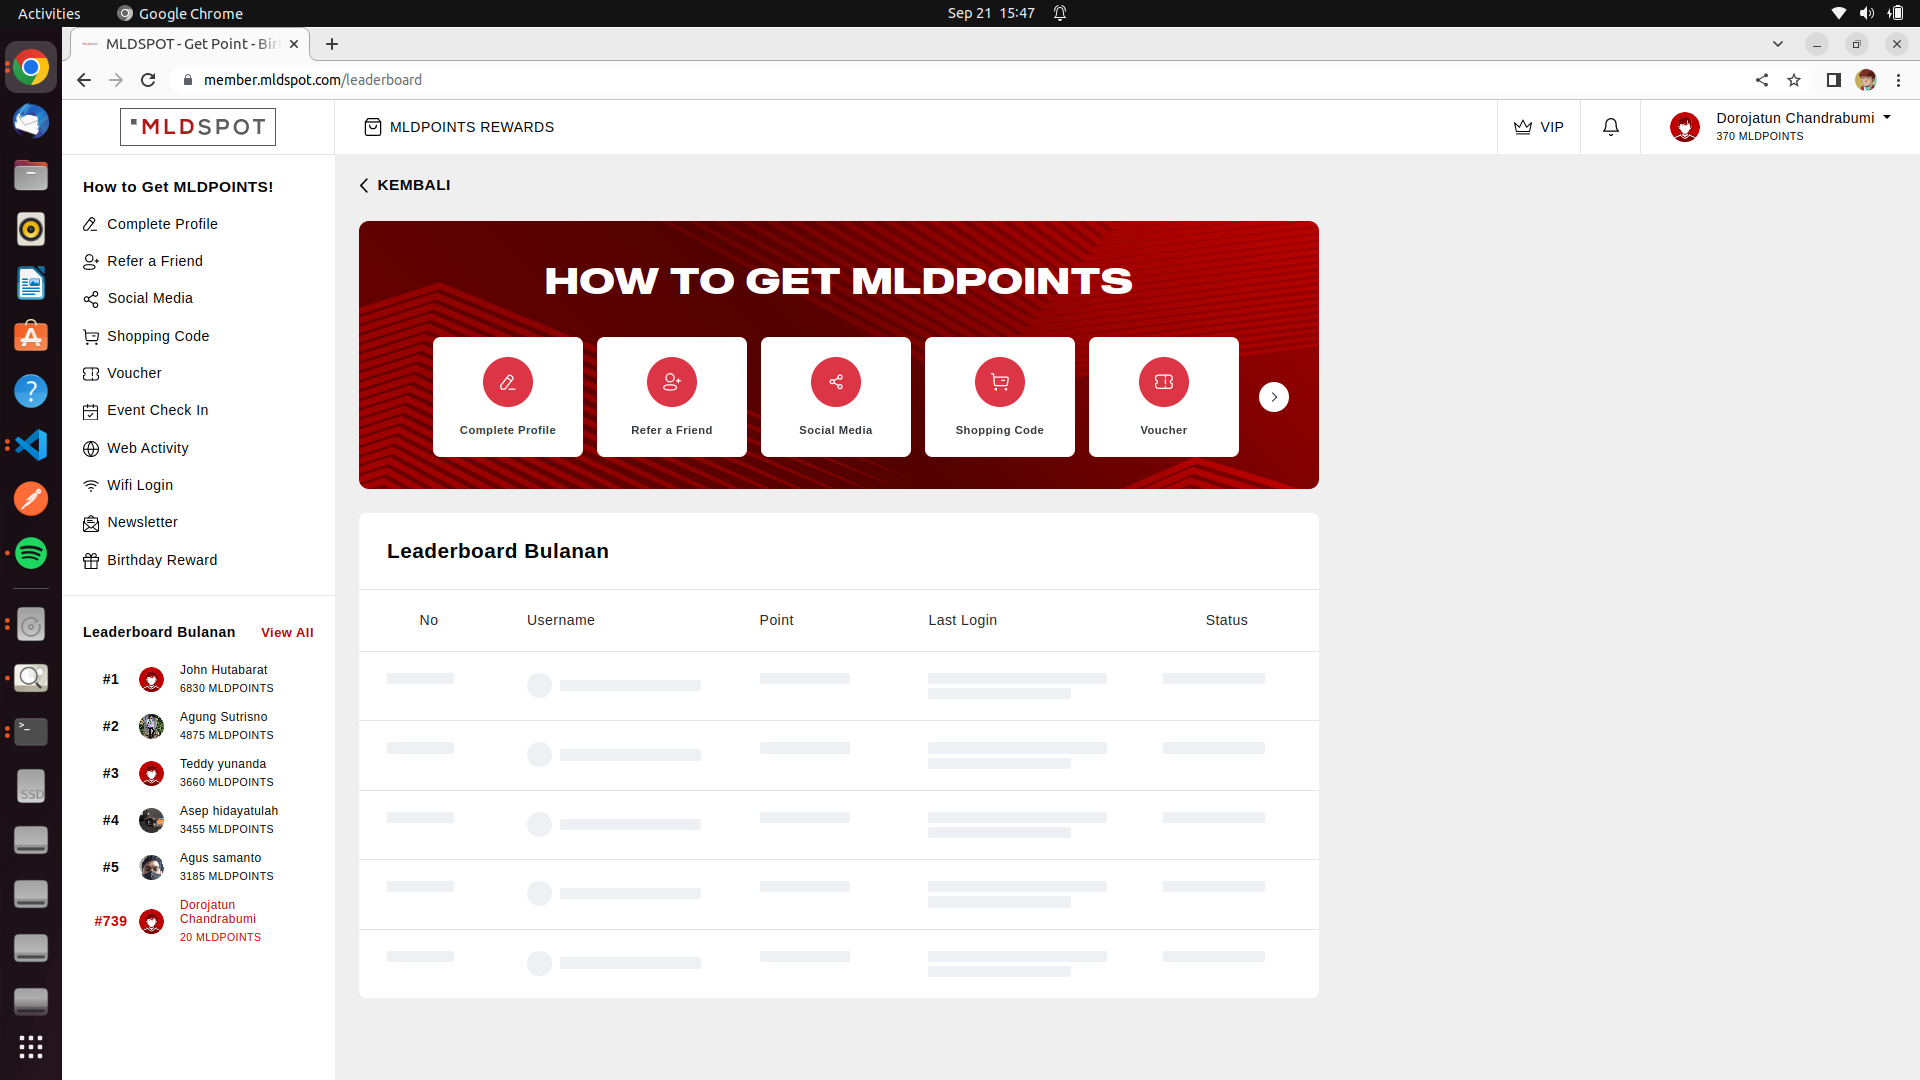 Activities
Google Chrome
Sep 21 15:47
MLDSPOT - Get Point - Bir
member.mldspot.com/leaderboard
MLDSPOT
MLDPOINTS REWARDS
VIP
Dorojatun Chandrabumi
370 MLDPOINTS
How to Get MLDPOINTS!
Complete Profile
Refer a Friend
Social Media
Shopping Code
Voucher
Event Check In
Web Activity
Wifi Login
Newsletter
Birthday Reward
Leaderboard Bulanan
View All
#1
John Hutabarat
6830 MLDPOINTS
#2
Agung Sutrisno
4875 MLDPOINTS
#3
Teddy yunanda
3660 MLDPOINTS
#4
Asep hidayatulah
3455 MLDPOINTS
#5
Agus samanto
3185 MLDPOINTS
#739
Dorojatun
Chandrabumi
20 MLDPOINTS
KEMBALI
HOW TO GET MLDPOINTS
Complete Profile
Refer a Friend
Social Media
Shopping Code
Voucher
Leaderboard Bulanan
No
Username
Point
Last Login
Status
SSD